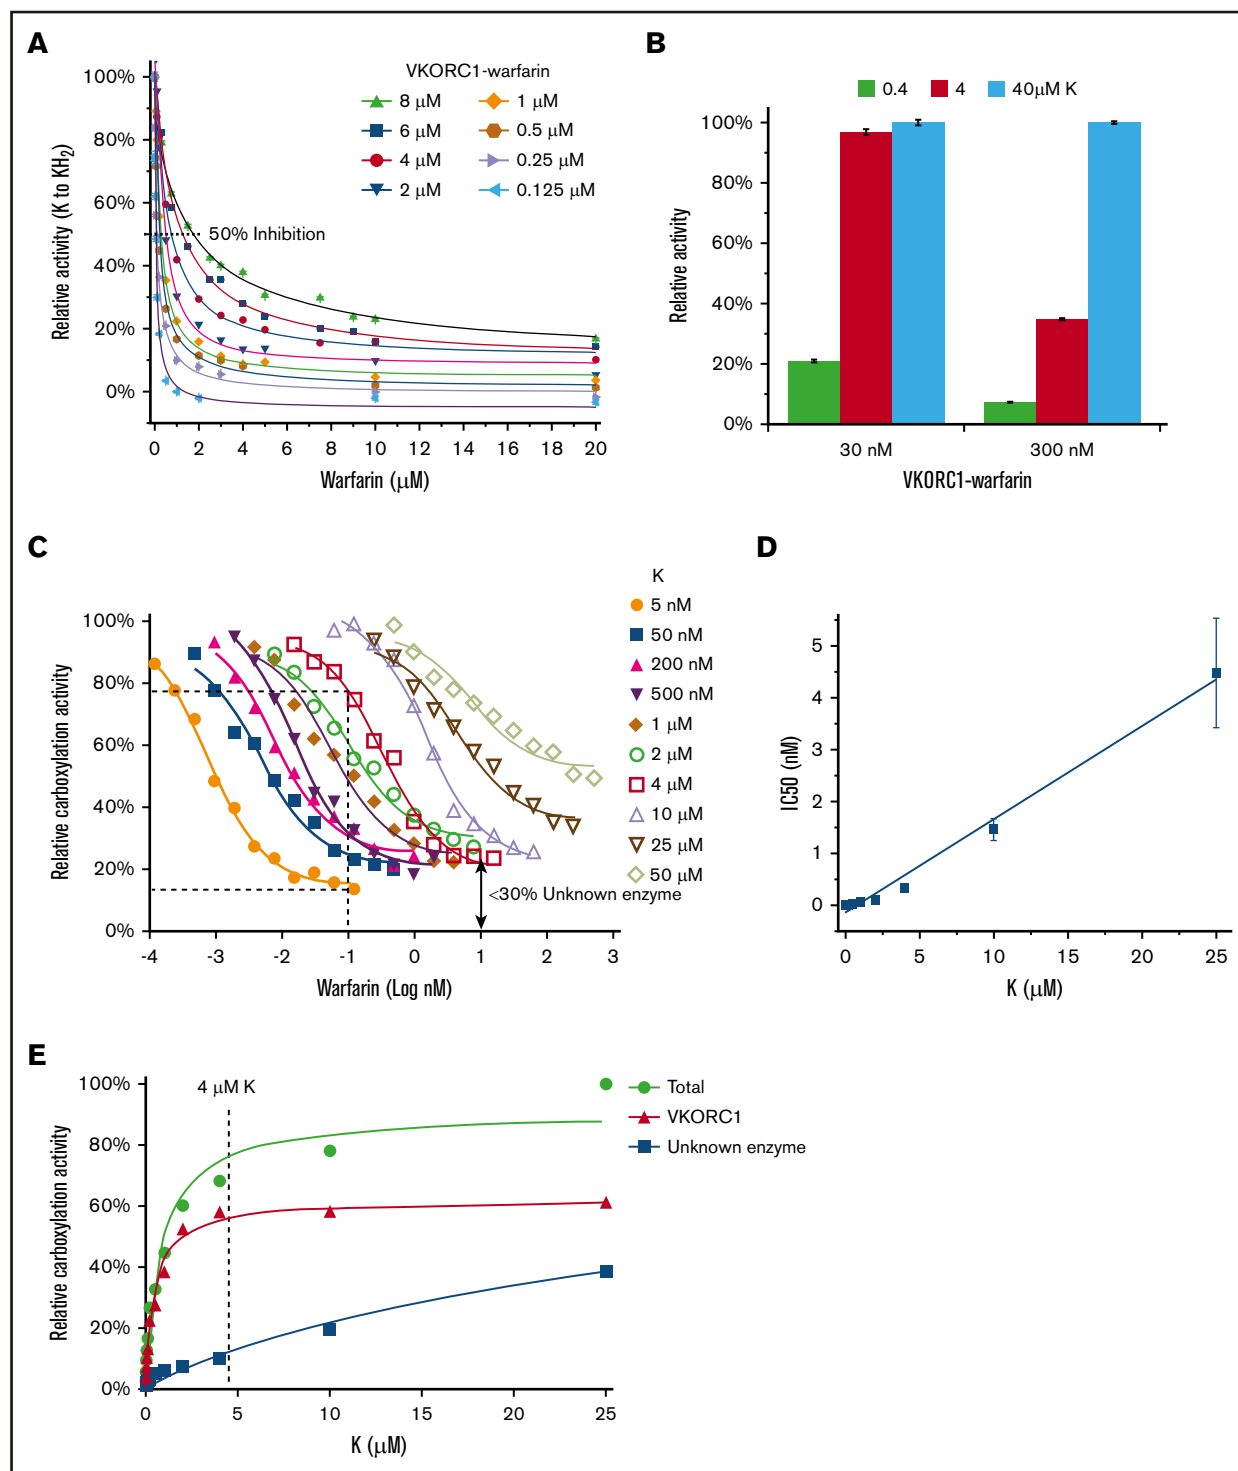 A
VKORC1-warfarin
8 μM
6 μM
4 μM
2 μM
1 μM
0.5 μM
0.25 μM
0.125 μM
50% Inhibition
Relative activity (K to KH2)
100%
80%
60%
40%
20%
0%
0 2 4 6 8 10 12 14 16 18 20
Warfarin (μM)
B
0.4 4 40μM K
Relative activity
100%
80%
60%
40%
20%
0%
30 nM 300 nM
VKORC1-warfarin
C
Relative carboxylation activity
100%
80%
60%
40%
20%
0%
-4 -3 -2 -1 0 1 2 3
Warfarin (Log nM)
<30% Unknown enzyme
K
5 nM
50 nM
200 nM
500 nM
1 μM
2 μM
4 μM
10 μM
25 μM
50 μM
D
IC50 (nM)
5
4
3
2
1
0
0 5 10 15 20 25
K (μM)
E
Relative carboxylation activity
100%
80%
60%
40%
20%
0%
4 μM K
Total
VKORC1
Unknown enzyme
0 5 10 15 20 25
K (μM)